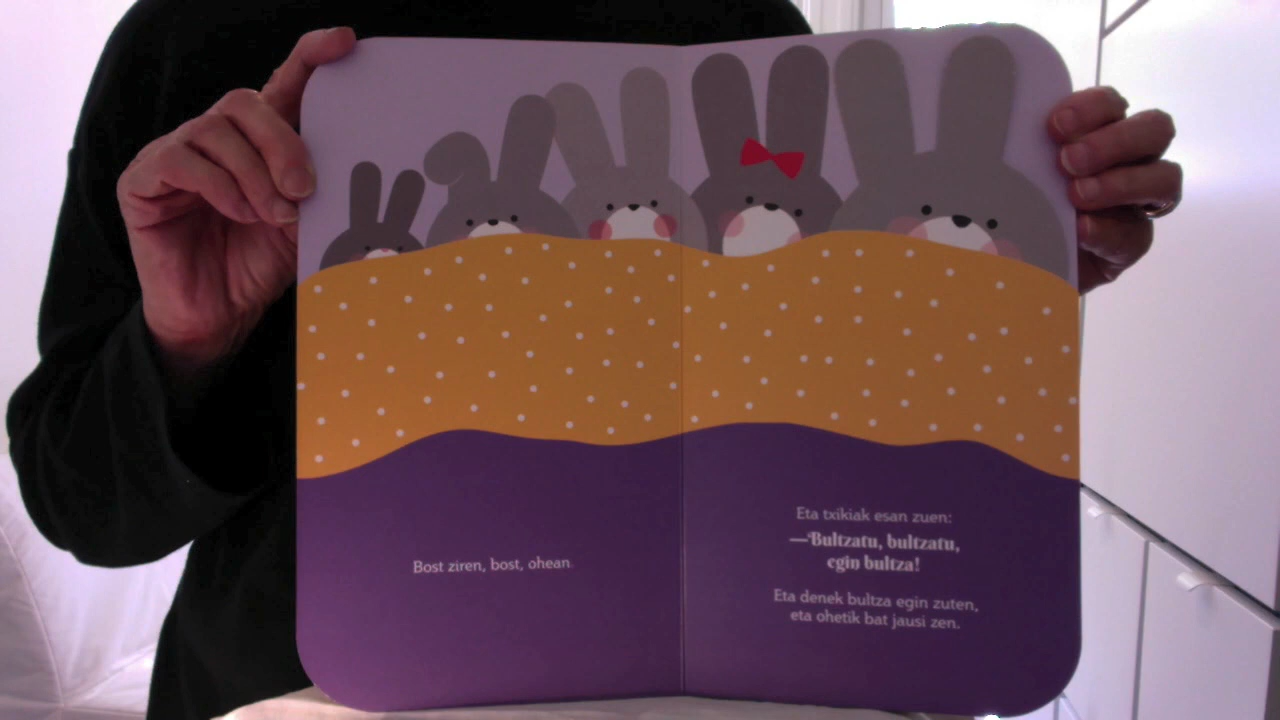 Bost ziren, bost, ohean.
Eta txikiak esan zuen:
—Bultzatu, bultzatu,
egin bultza!
Eta denek bultza egin zuten,
eta ohetik bat jausi zen.